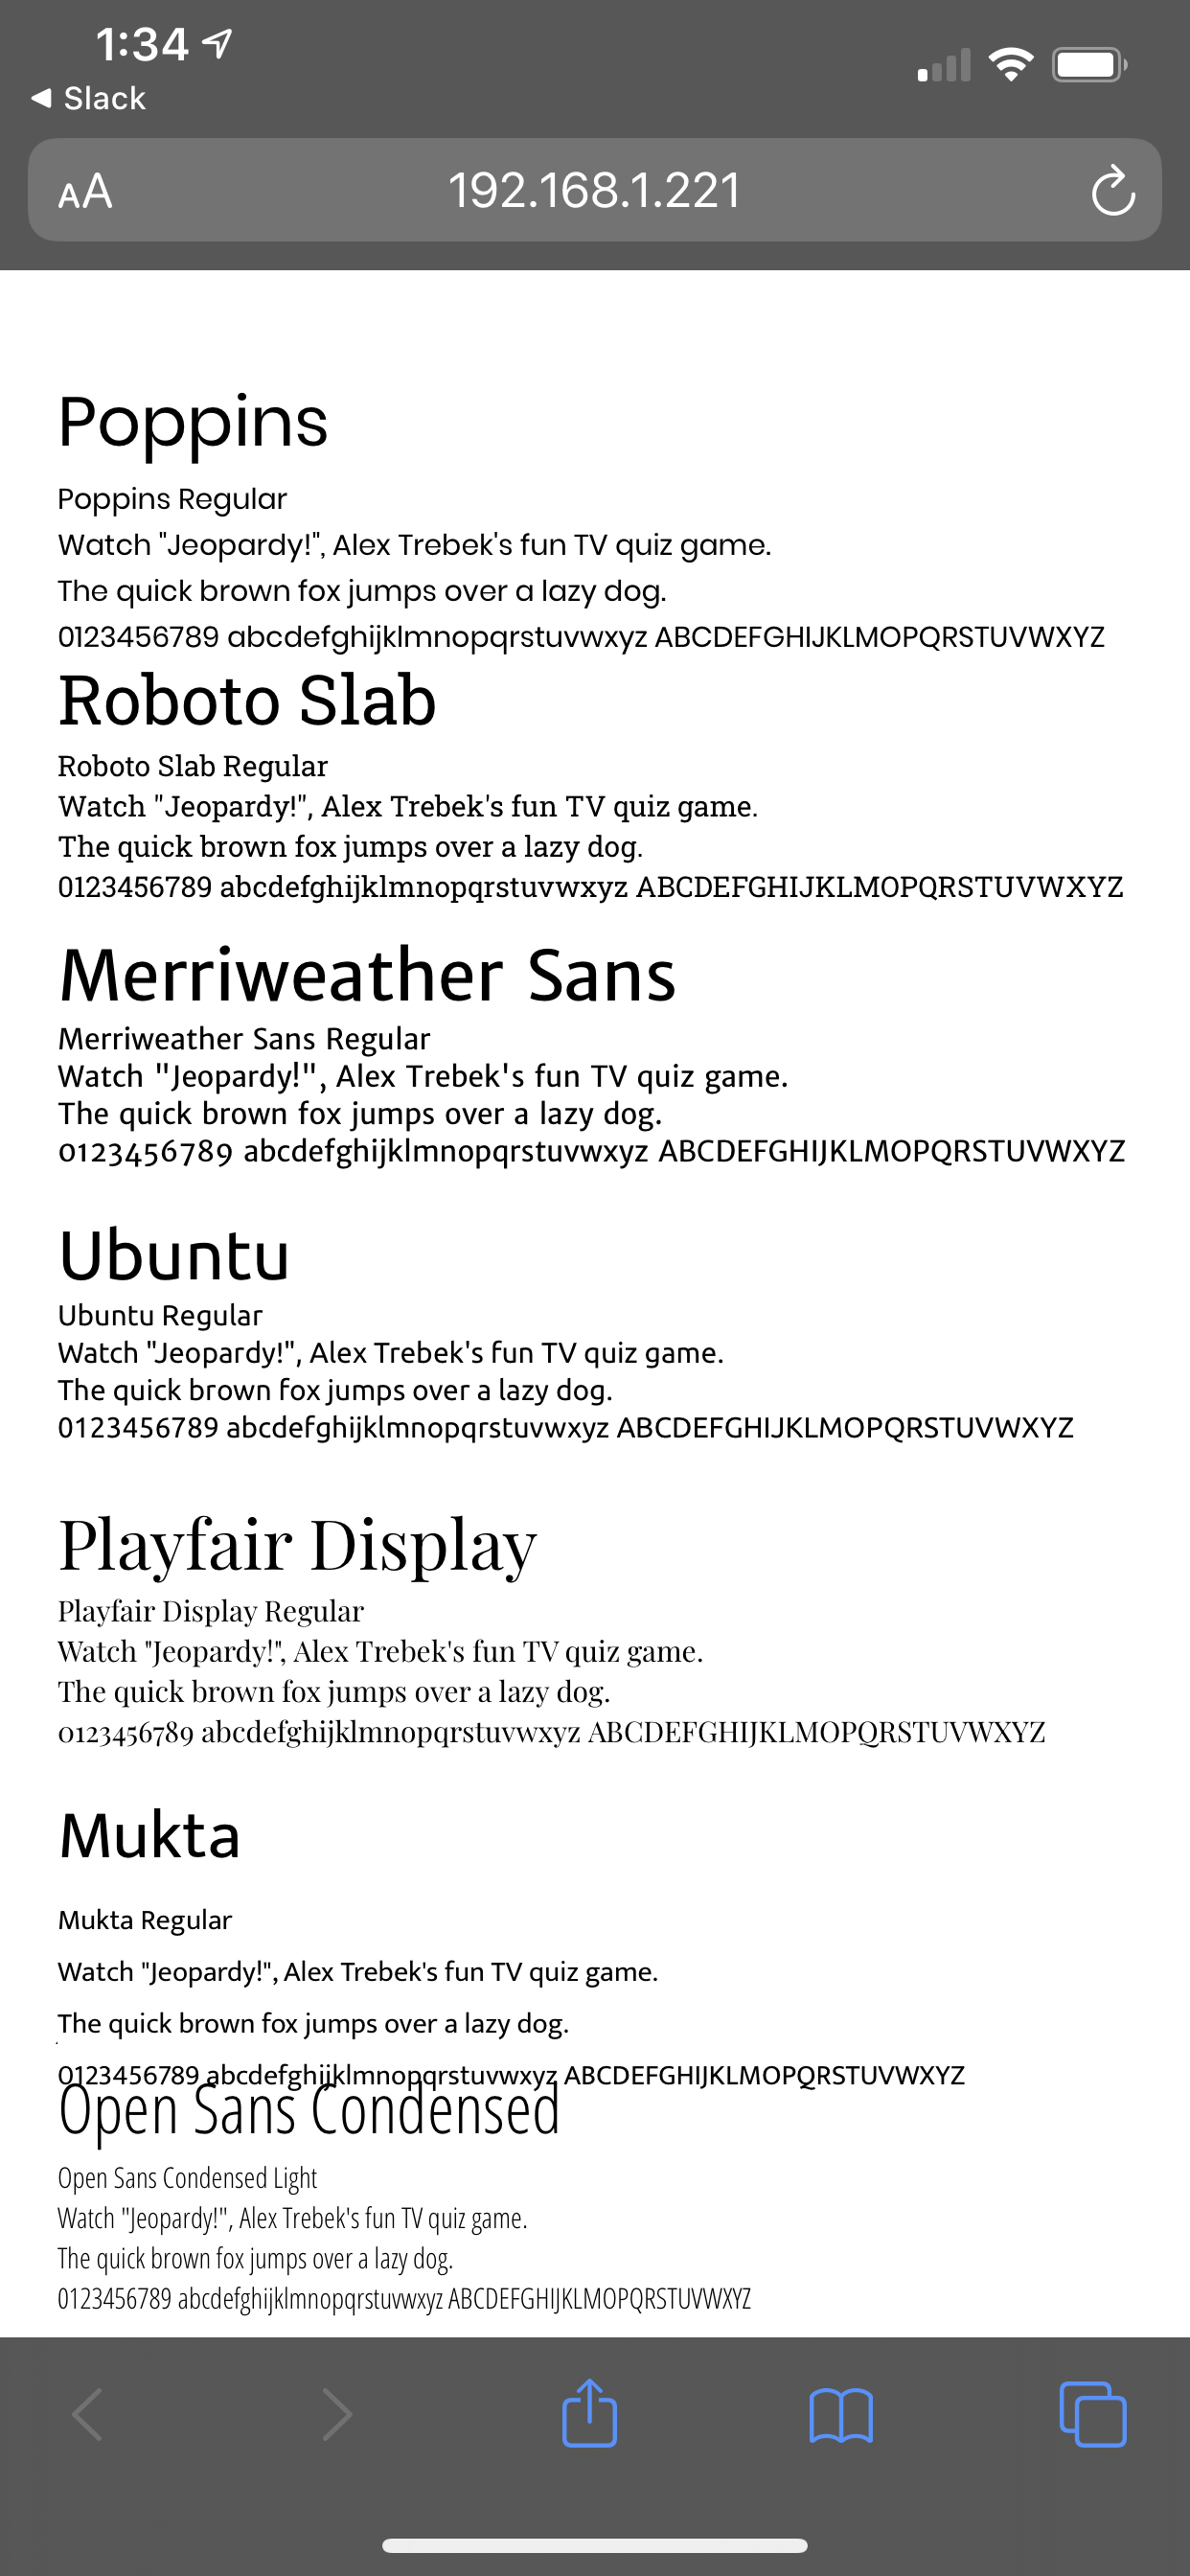 1:34
Slack
AA 192.168.1.221
Poppins
Poppins Regular
Watch "Jeopardy!", Alex Trebek's fun TV quiz game.
The quick brown fox jumps over a lazy dog.
0123456789 abcdefghijklmnopqrstuvwxyz ABCDEFGHIJKLMOPQRSTUVWXYZ
Roboto Slab
Roboto Slab Regular
Watch "Jeopardy!", Alex Trebek's fun TV quiz game.
The quick brown fox jumps over a lazy dog.
0123456789 abcdefghijklmnopqrstuvwxyz ABCDEFGHIJKLMOPQRSTUVWXYZ
Merriweather Sans
Merriweather Sans Regular
Watch "Jeopardy!", Alex Trebek's fun TV quiz game.
The quick brown fox jumps over a lazy dog.
0123456789 abcdefghijklmnopqrstuvwxyz ABCDEFGHIJKLMOPQRSTUVWXYZ
Ubuntu
Ubuntu Regular
Watch "Jeopardy!", Alex Trebek's fun TV quiz game.
The quick brown fox jumps over a lazy dog.
0123456789 abcdefghijklmnopqrstuvwxyz ABCDEFGHIJKLMOPQRSTUVWXYZ
Playfair Display
Playfair Display Regular
Watch "Jeopardy!", Alex Trebek's fun TV quiz game.
The quick brown fox jumps over a lazy dog.
0123456789 abcdefghijklmnopqrstuvwxyz ABCDEFGHIJKLMOPQRSTUVWXYZ
Mukta
Mukta Regular
Watch "Jeopardy!", Alex Trebek's fun TV quiz game.
The quick brown fox jumps over a lazy dog.
0123456789 abcdefghijklmnopqrstuvwxyz ABCDEFGHIJKLMOPQRSTUVWXYZ
Open Sans Condensed
Open Sans Condensed Light
Watch "Jeopardy!", Alex Trebek's fun TV quiz game.
The quick brown fox jumps over a lazy dog.
0123456789 abcdefghijklmnopqrstuvwxyz ABCDEFGHIJKLMOPQRSTUVWXYZ